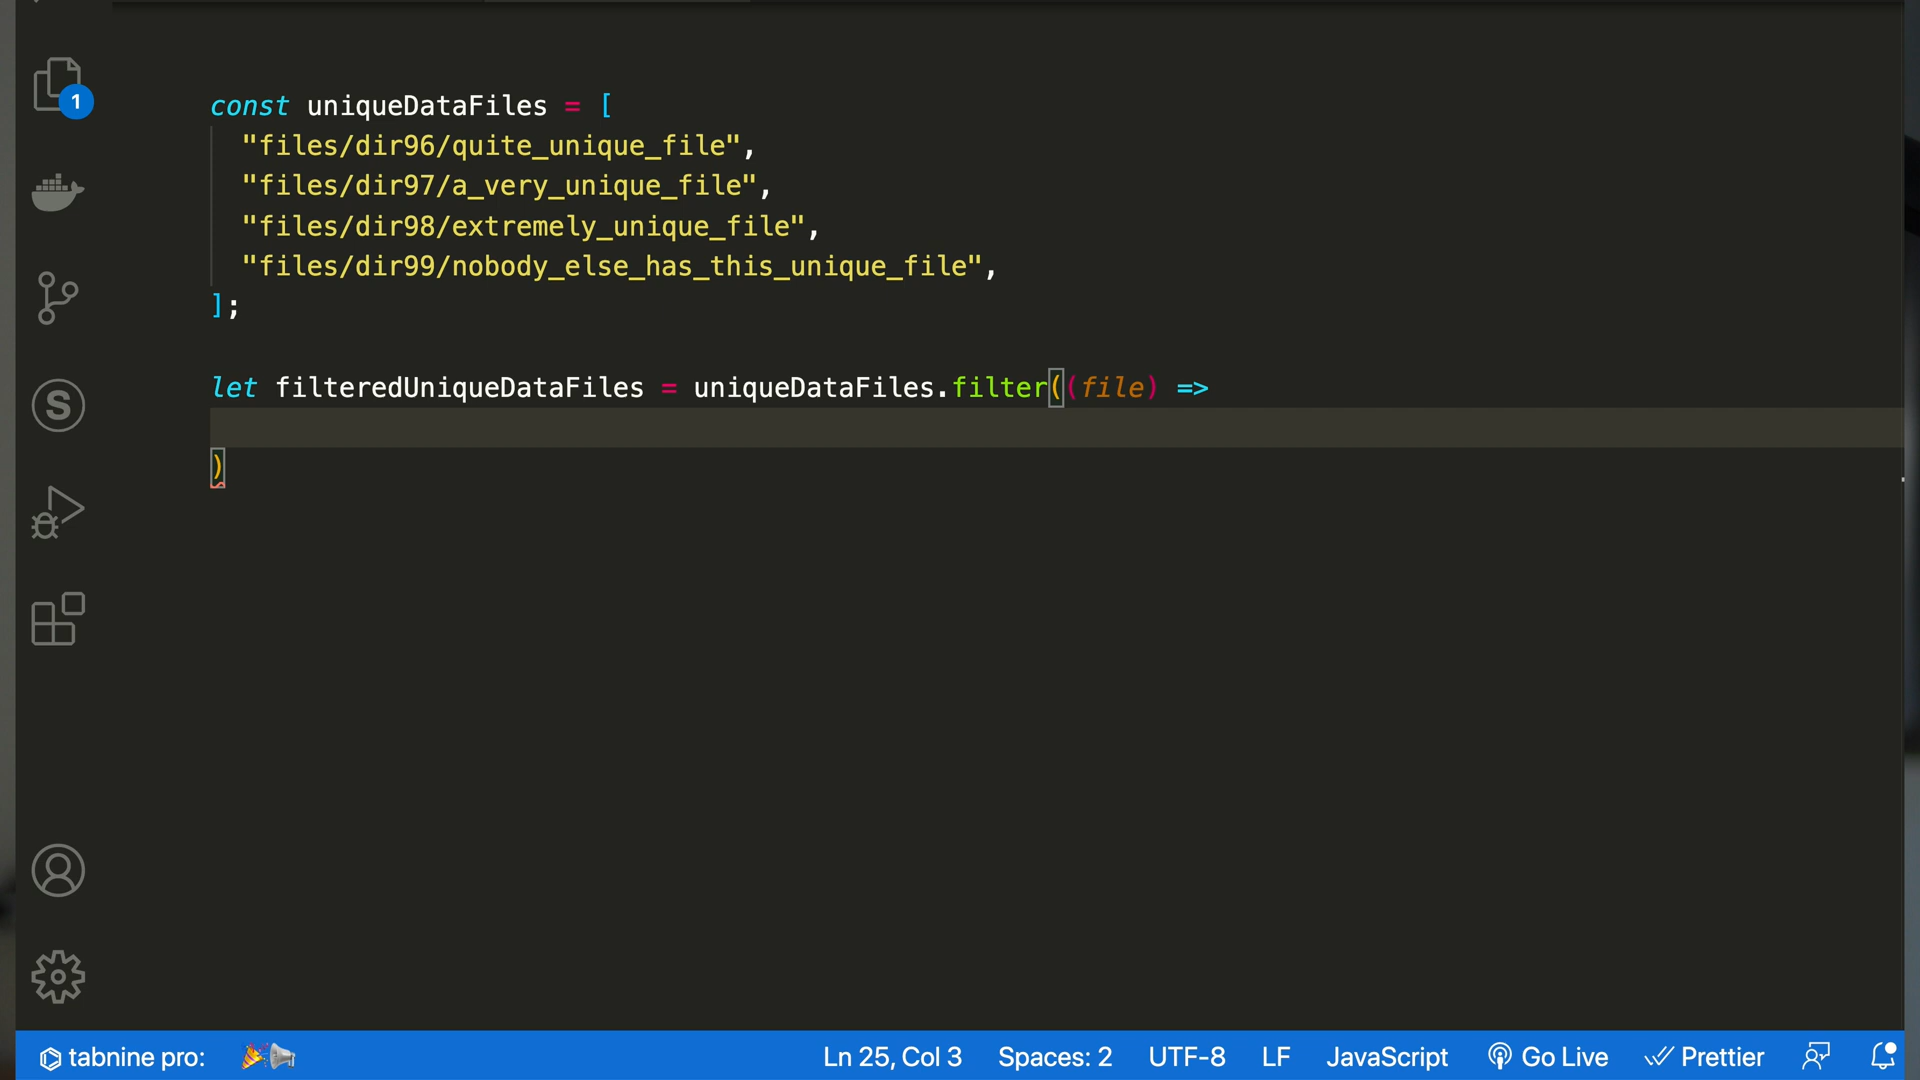 1
const uniqueDataFiles = [
"files/dir96/quite_unique_file",
"files/dir97/a_very_unique_file",
"files/dir98/extremely_unique_file",
"files/dir99/nobody_else_has_this_unique_file",
];
let filteredUniqueDataFiles = uniqueDataFiles.filter((file) =>
)
S
tabnine pro: Ln 25, Col 3 Spaces: 2 UTF-8 LF JavaScript Go Live Prettier